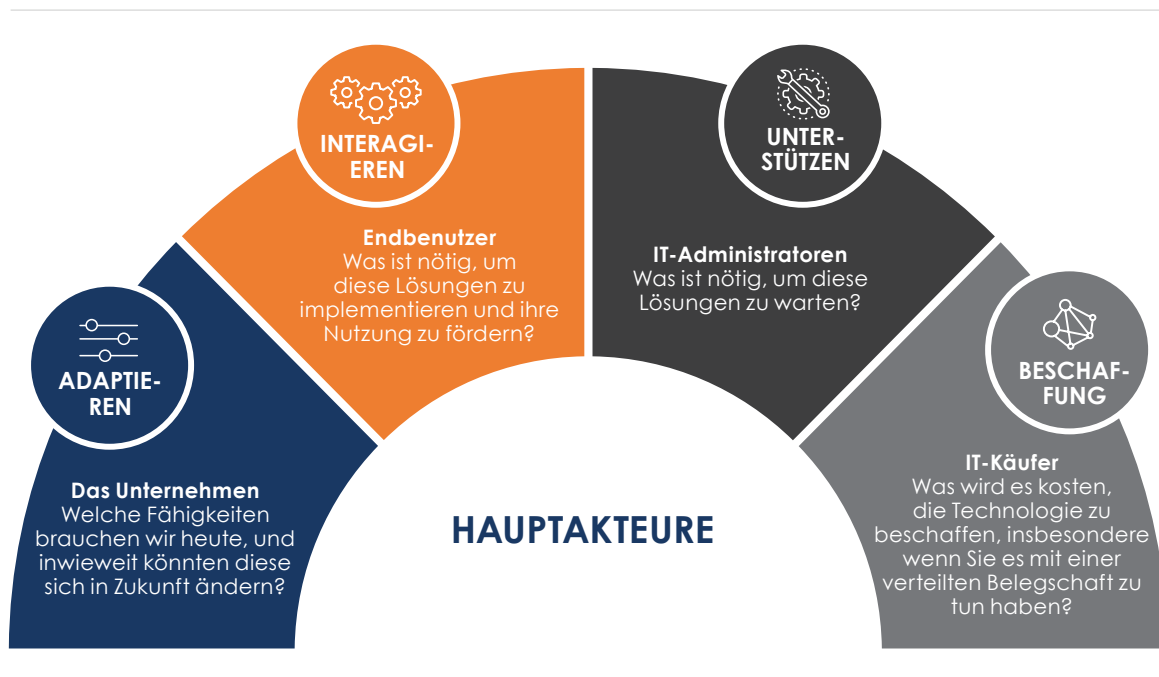 ADAPTIE-
REN
Das Unternehmen
Welche Fähigkeiten
brauchen wir heute, und
inwieweit könnten diese
sich in Zukunft ändern?
INTERAGI-
EREN
Endbenutzer
Was ist nötig, um
diese Lösungen zu
implementieren und ihre
Nutzung zu fördern?
UNTER-
STÜTZEN
IT-Administratoren
Was ist nötig, um diese
Lösungen zu warten?
BESCHAF-
FUNG
IT-Käufer
Was wird es kosten,
die Technologie zu
beschaffen, insbesondere
wenn Sie es mit einer
verteilten Belegschaft zu
tun haben?
HAUPTAKTEURE